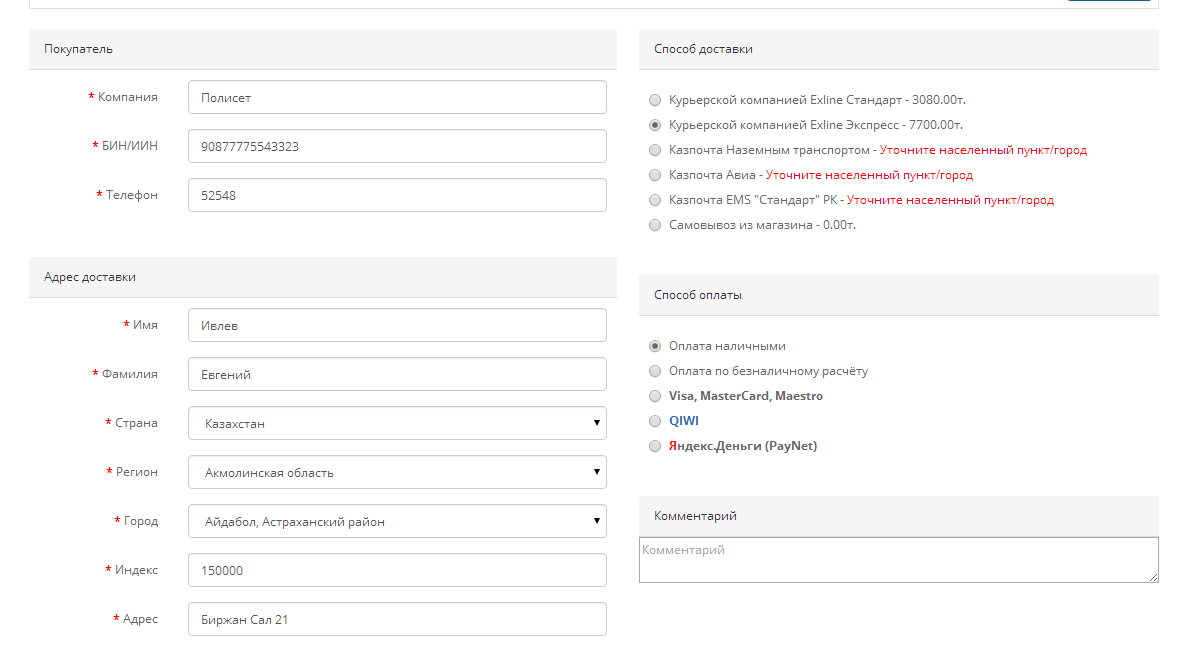 Покупатель
* Компания
Полисет
* БИН/ИИН
90877775543323
* Телефон
52548
Адрес доставки
* Имя
Ивлев
* Фамилия
Евгений
* Страна
Казахстан
* Регион
Акмолинская область
* Город
Айдабол, Астраханский район
* Индекс
150000
* Адрес
Биржан Сал 21
Способ доставки
Курьерской компанией Exline Стандарт - 3080.00т.
Курьерской компанией Exline Экспресс - 7700.00т.
Казпочта Наземным транспортом - Уточните населенный пункт/город
Казпочта Авиа - Уточните населенный пункт/город
Казпочта EMS "Стандарт" РК - Уточните населенный пункт/город
Самовывоз из магазина - 0.00т.
Способ оплаты
Оплата наличными
Оплата по безналичному расчёту
Visa, MasterCard, Maestro
QIWI
Яндекс.Деньги (PayNet)
Комментарий
Комментарий